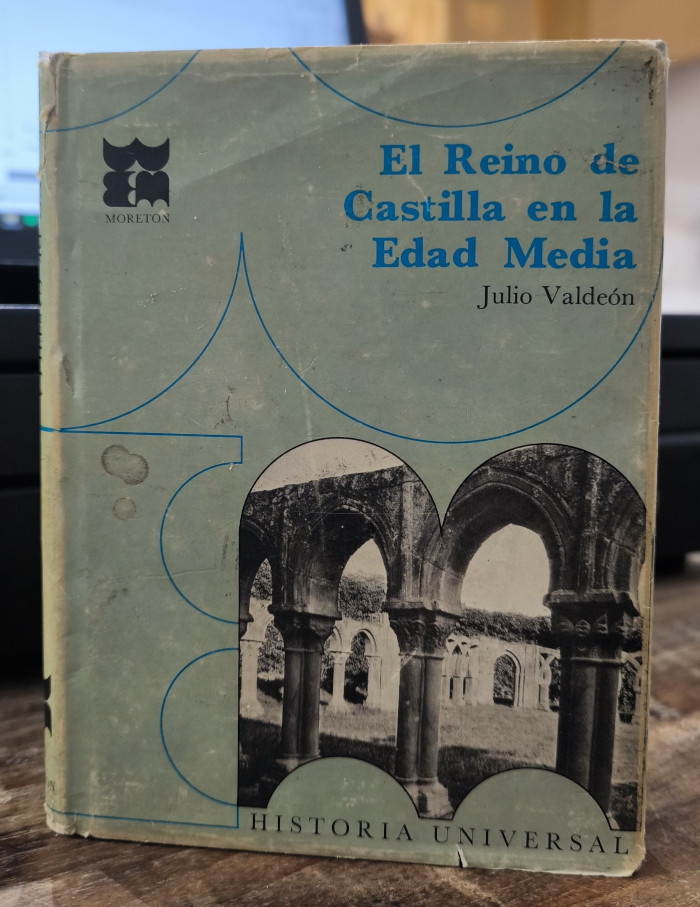 MORETON
El Reino de
Castilla en la
Edad Media
Julio Valdeón
HISTORIA UNIVERSAL